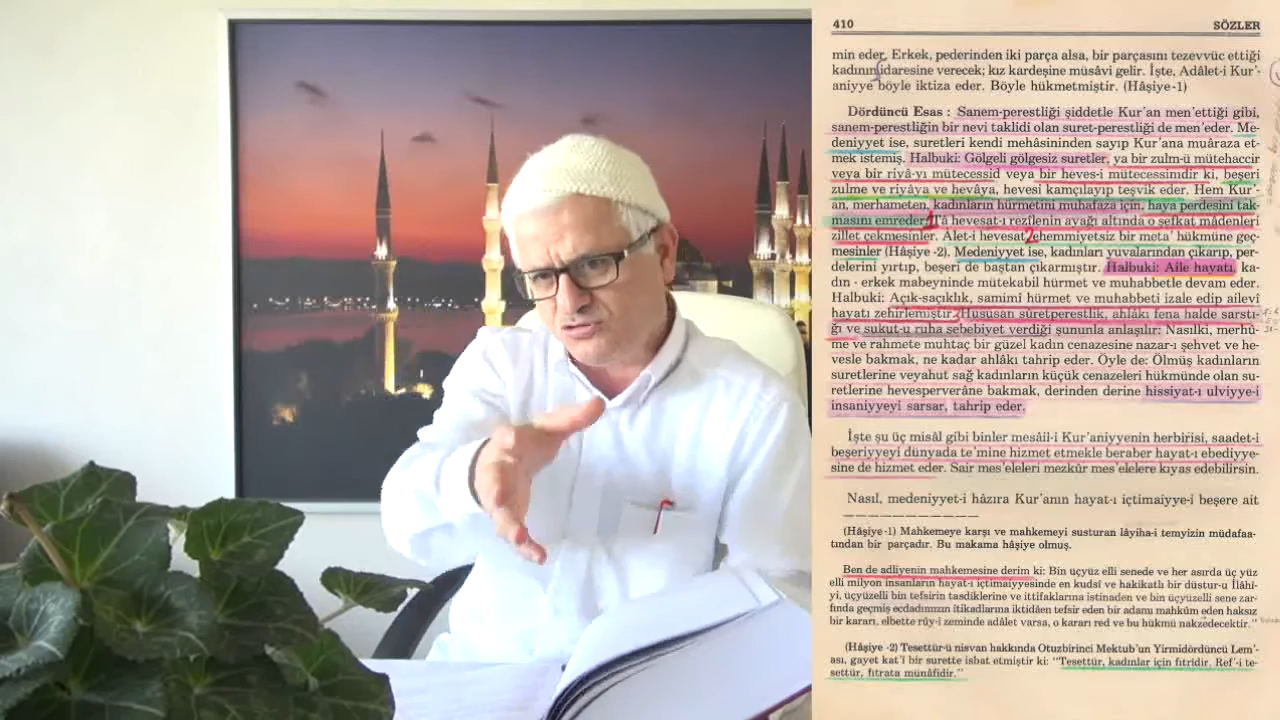 410
SÖZLER
min eder. Erkek, pederinden iki parça alsa, bir parçasını tezevvüc ettiği
kadının idaresine verecek; kız kardeşine müsâvi gelir. İşte, Adâlet-i Kur'-
aniyye böyle iktiza eder. Böyle hükmetmiştir. (Hâşiye-1)
Dördüncü Esas : Sanem-perestliği şiddetle Kur'an men'ettiği gibi,
sanem-perestliğin bir nevi taklidi olan suret-perestliği de men'eder. Me-
deniyyet ise, suretleri kendi mehâsininden sayıp Kur'ana muâraza et-
mek istemiş. Halbuki: Gölgeli gölgesiz suretler, ya bir zulm-ü mütehaccir
veya bir riyâ-yı mütecessid veya bir heves-i mütecessimdir ki, beşeri
zulme ve riyâya ve hevâya, hevesi kamçılayıp teşvik eder. Hem Kur'-
an, merhameten, kadınların hürmetini muhafaza için, haya perdesini tak-
masını emreder. 1 Tâ hevesat-ı rezilenin ayağı altında o şefkat mâdenleri
zillet çekmesinler. Âlet-i hevesat 2 ehemmiyetsiz bir meta' hükmüne geç-
mesinler (Hâşiye -2). Medeniyyet ise, kadınları yuvalarından çıkarıp, per-
delerini yırtıp, beşeri de baştan çıkarmıştır. Halbuki: Aile hayatı, ka-
dın - erkek mabeyninde mütekabil hürmet ve muhabbetle devam eder.
Halbuki: Açık-saçıklık, samimî hürmet ve muhabbeti izale edip ailevî
hayatı zehirlemiştir. 3 Hususan sûretperestlik, ahlâkı fena halde sarstı-
ğı ve sukut-u ruha sebebiyet verdiği şununla anlaşılır: Nasılki, merhû-
me ve rahmete muhtaç bir güzel kadın cenazesine nazar-ı şehvet ve he-
vesle bakmak, ne kadar ahlâkı tahrip eder. Öyle de: Ölmüş kadınların
suretlerine veyahut sağ kadınların küçük cenazeleri hükmünde olan su-
retlerine hevesperverâne bakmak, derinden derine hissiyat-ı ulviyye-i
insaniyyeyi sarsar, tahrip eder.
İşte şu üç misâl gibi binler mesâil-i Kur'aniyyenin herbirisi, saadet-i
beşeriyyeyi dünyada te'mine hizmet etmekle beraber hayat-ı ebediyye-
sine de hizmet eder. Sair mes'eleleri mezkûr mes'elelere kıyas edebilirsin.
Nasıl, medeniyyet-i hâzıra Kur'anın hayat-ı içtimaiyye-i beşere ait
(Hâşiye-1) Mahkemeye karşı ve mahkemeyi susturan lâyiha-i temyizin müdafaa-
tından bir parçadır. Bu makama hâşiye olmuş.
Ben de adliyenin mahkemesine derim ki: Bin üçyüz elli senede ve her asırda üç yüz
elli milyon insanların hayat-ı içtimaiyyesinde en kudsî ve hakikatlı bir düstur-u İlâhî-
yi, üçyüzelli bin tefsirin tasdiklerine ve ittifaklarına istinaden ve bin üçyüzelli sene zar-
fında geçmiş ecdadımızın îtikadlarına iktidâen tefsir eden bir adamı mahkûm eden haksız
bir kararı, elbette rûy-i zeminde adâlet varsa, o kararı red ve bu hükmü nakzedecektir."
(Hâşiye -2) Tesettür-ü nisvan hakkında Otuzbirinci Mektub'un Yirmidördüncü Lem'-
ası, gayet kat'î bir surette isbat etmiştir ki: "Tesettür, kadınlar için fıtrîdir. Ref'-i te-
settür, fıtrata münafidir."